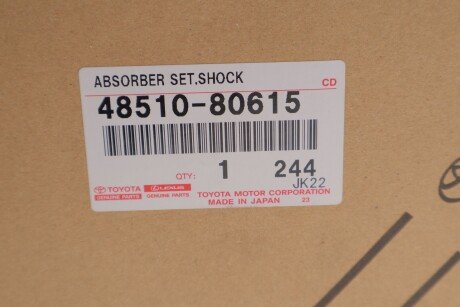 ABSORBER SET,SHOCK
CD
48510-80615
QTY: 1 244
JK22
TOYOTA LEXUS
GENUINE PARTS GENUINE PARTS
TOYOTA MOTOR CORPORATION
MADE IN JAPAN 23